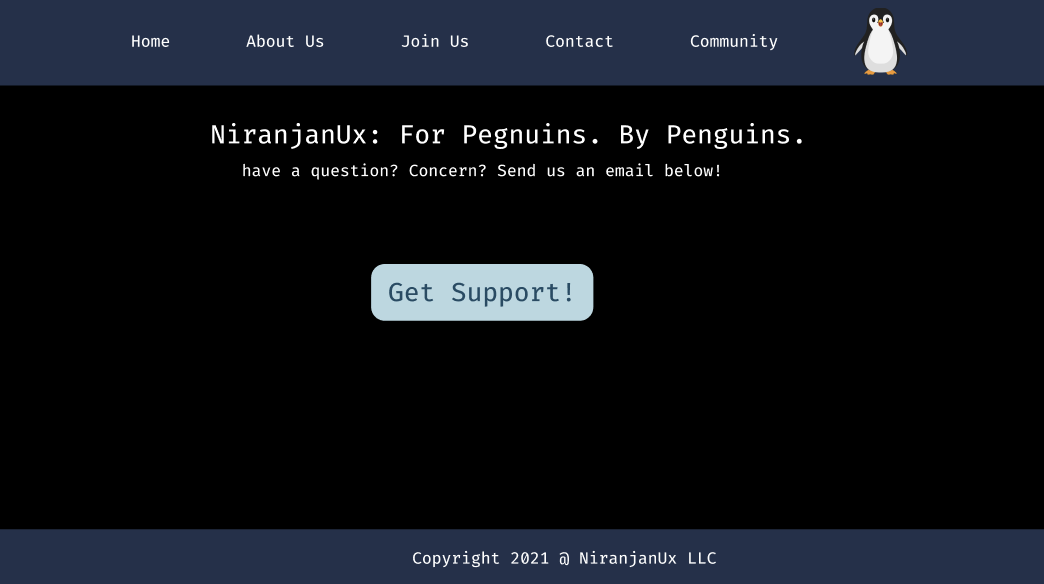 Home About Us Join Us Contact Community
NiranjanUx: For Pegnuins. By Penguins.
have a question? Concern? Send us an email below!
Get Support!
Copyright 2021 @ NiranjanUx LLC